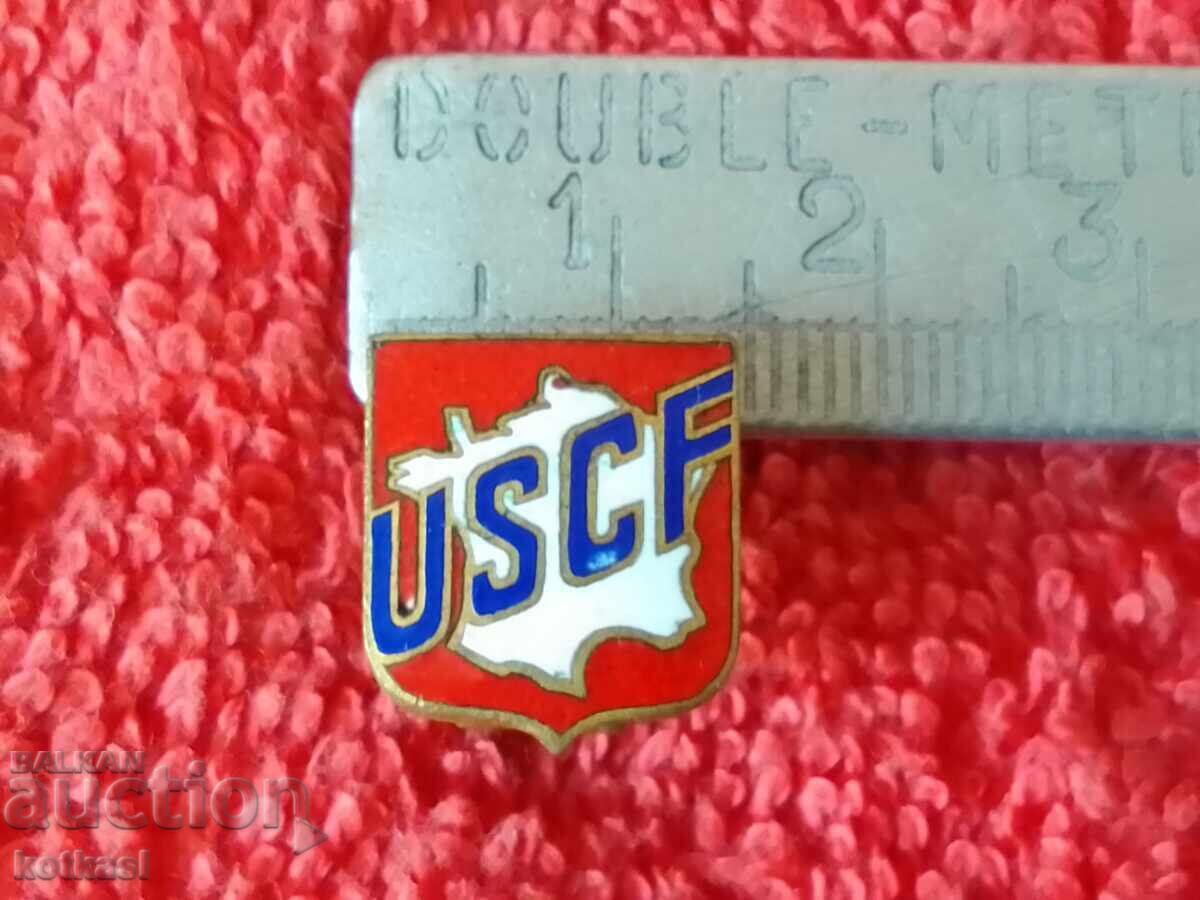 DOUBLE-MET
1 2 3
USCF
BALKAN
auction
kotkasl